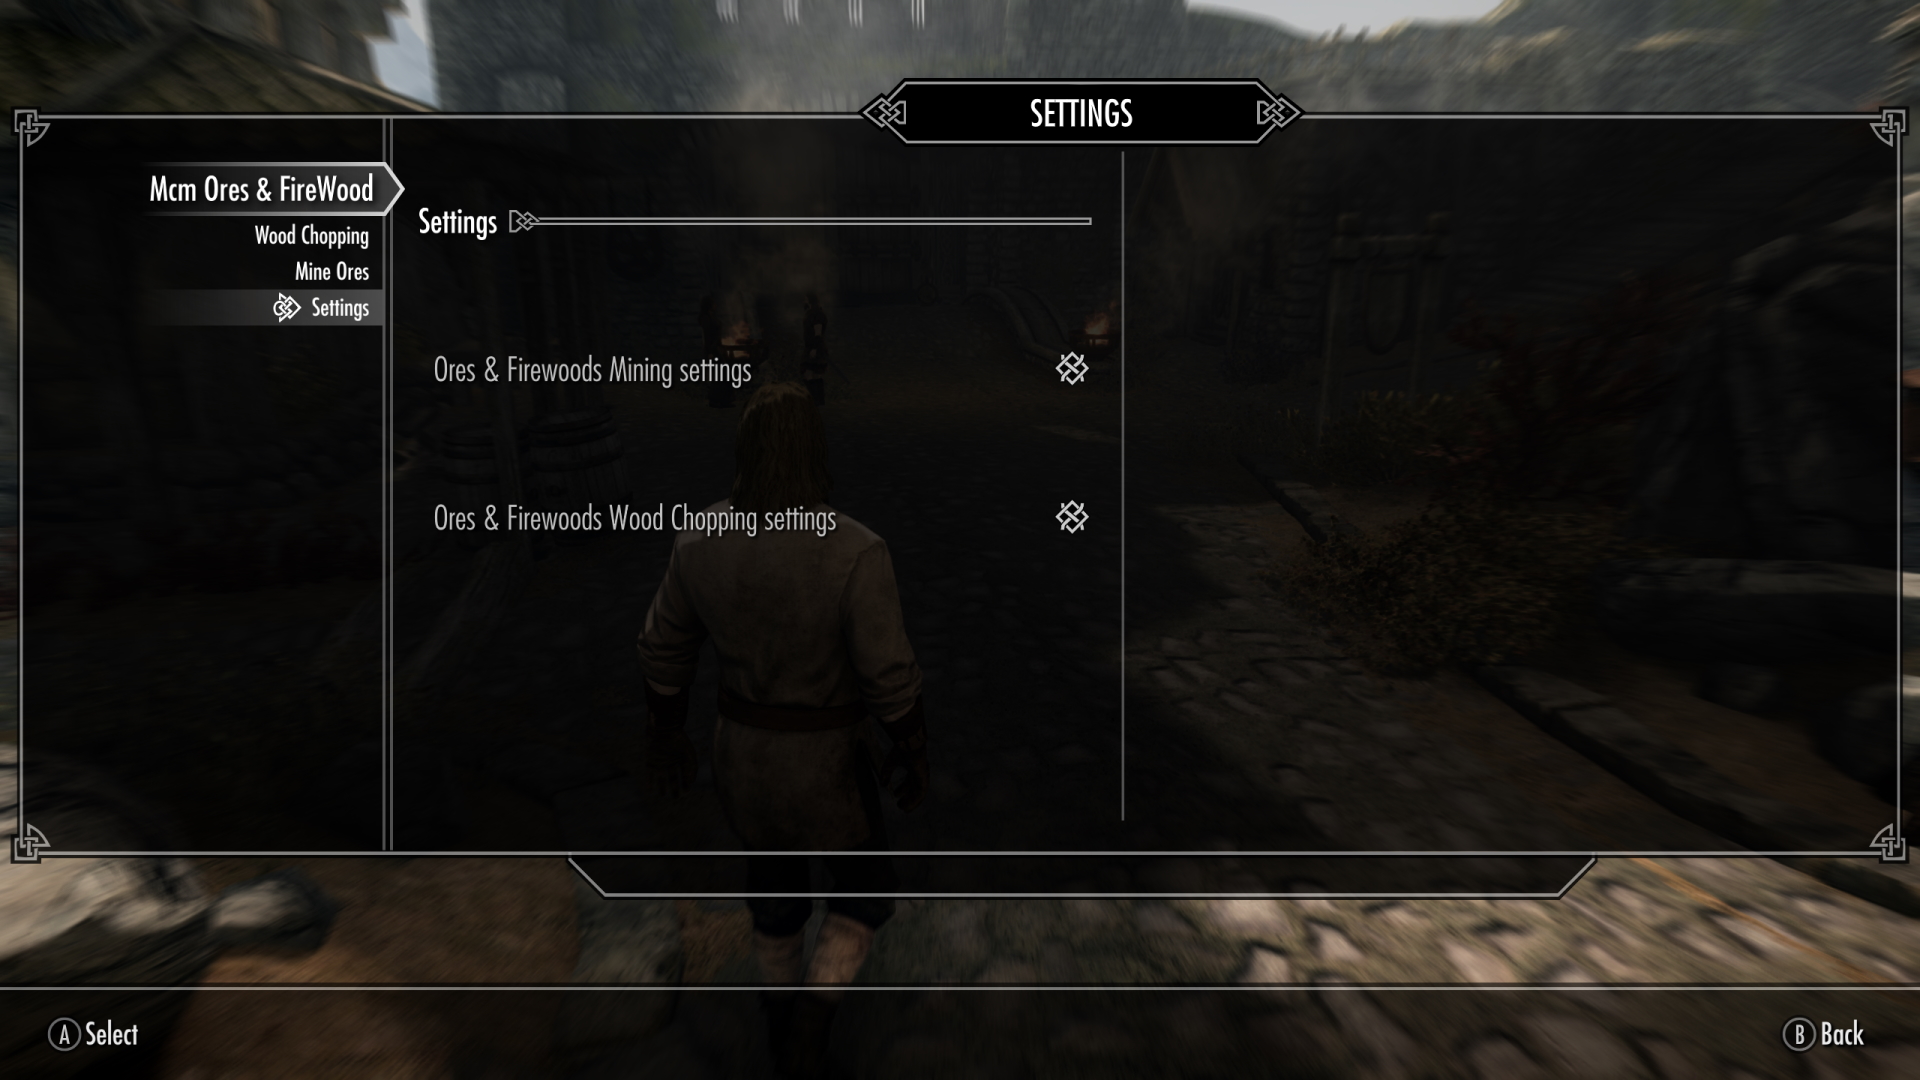 SETTINGS
Mcm Ores & FireWood
Wood Chopping
Mine Ores
Settings
Settings
Ores & Firewoods Mining settings
Ores & Firewoods Wood Chopping settings
A Select
B Back